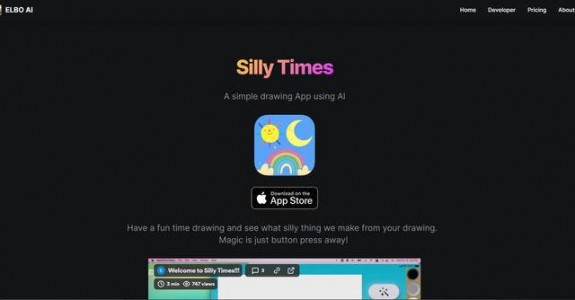 ELBO AI
Home Developer Pricing About
Silly Times
A simple drawing App using AI
Download on the
App Store
Have a fun time drawing and see what silly thing we make from your drawing.
Magic is just button press away!
Welcome to Silly Times!!!
3
3 min 747 views